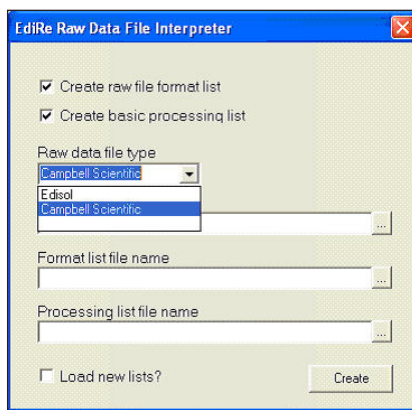 EdiRe Raw Data File Interpreter
Create raw file format list
Create basic processing list
Raw data file type
Campbell Scientific
Edisol
Campbell Scientific
...
Format list file name
...
Processing list file name
...
Load new lists?
Create